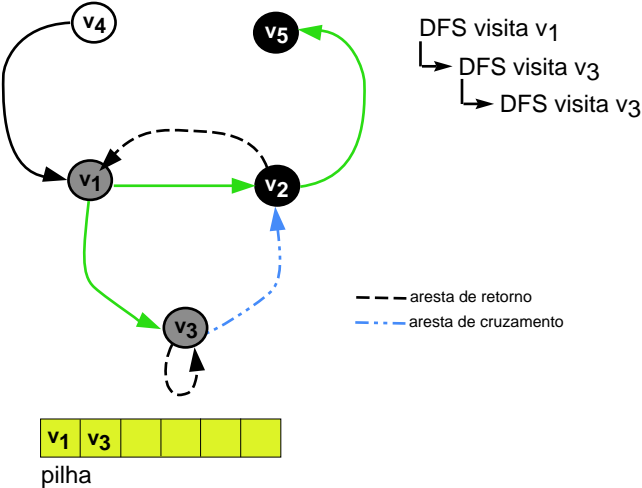 v4
v5
DFS visita v1
DFS visita v3
DFS visita v3
v1
v2
v3
aresta de retorno
aresta de cruzamento
v1 v3
pilha